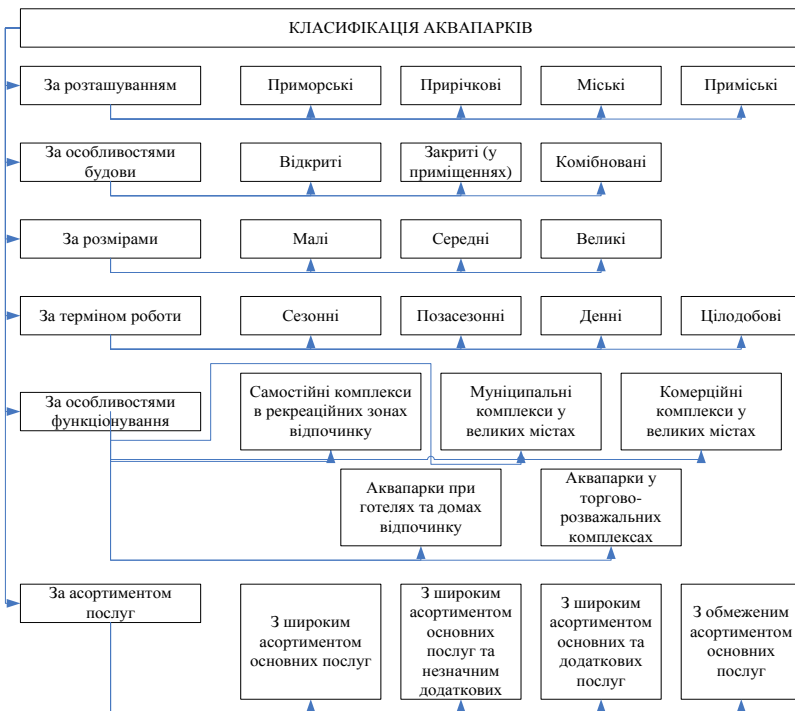 КЛАСИФІКАЦІЯ АКВАПАРКІВ
За розташуванням
Приморські
Прирічкові
Міські
Приміські
За особливостями
будови
Відкриті
Закриті (у
приміщеннях)
Комібновані
За розмірами
Малі
Середні
Великі
За терміном роботи
Сезонні
Позасезонні
Денні
Цілодобові
За особливостями
функціонування
Самостійні комплекси
в рекреаційних зонах
відпочинку
Муніципальні
комплекси у
великих містах
Комерційні
комплекси у
великих містах
Аквапарки при
готелях та домах
відпочинку
Аквапарки у
торгово-
розважальних
комплексах
За асортиментом
послуг
З широким
асортиментом
основних послуг
З широким
асортиментом
основних
послуг та
незначним
додаткових
З широким
асортиментом
основних та
додаткових
послуг
З обмеженим
асортиментом
основних
послуг